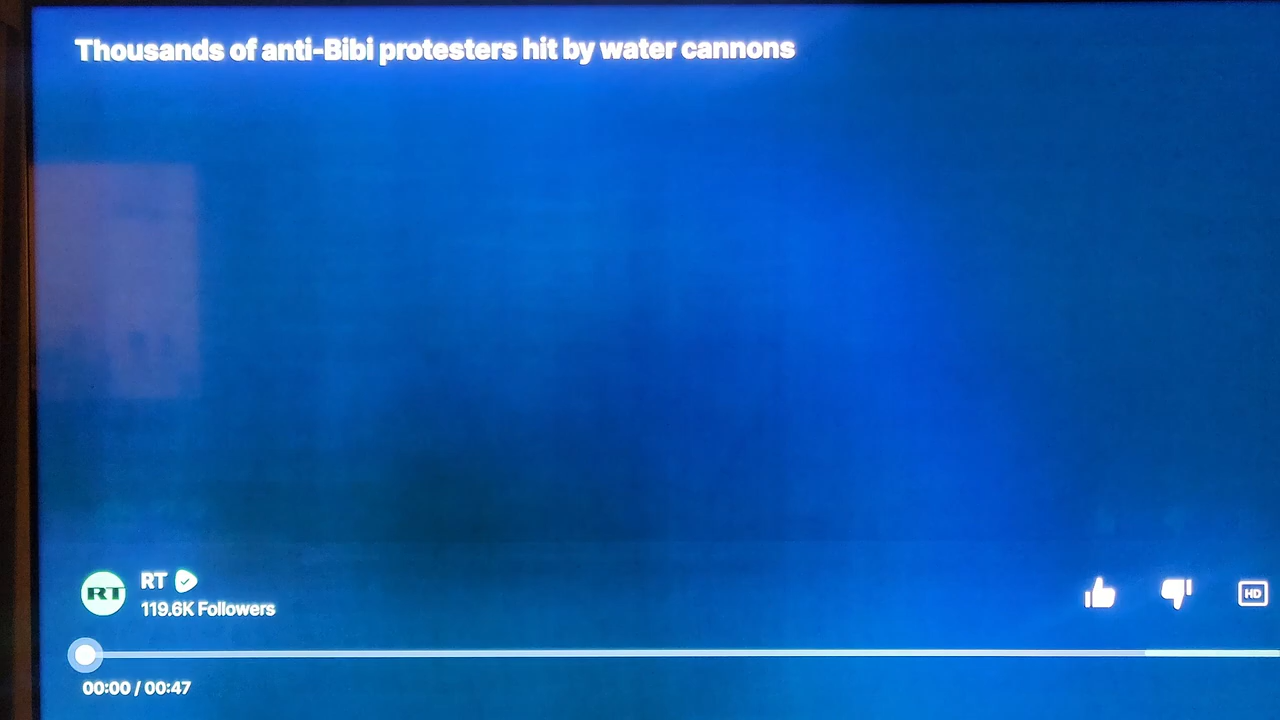 Thousands of anti-Bibi protesters hit by water cannons
RT
RT
119.6K Followers
HD
00:00 / 00:47